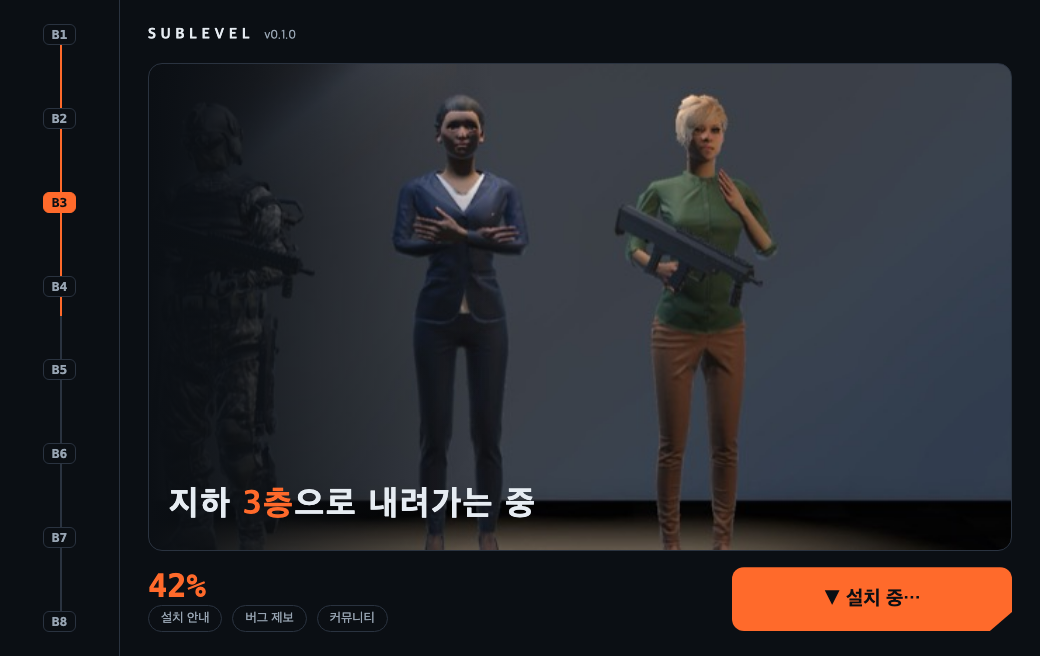 B1
B2
B3
B4
B5
B6
B7
B8
SUBLEVEL v0.1.0
지하 3층으로 내려가는 중
42%
설치 안내 버그 제보 커뮤니티
▼ 설치 중…